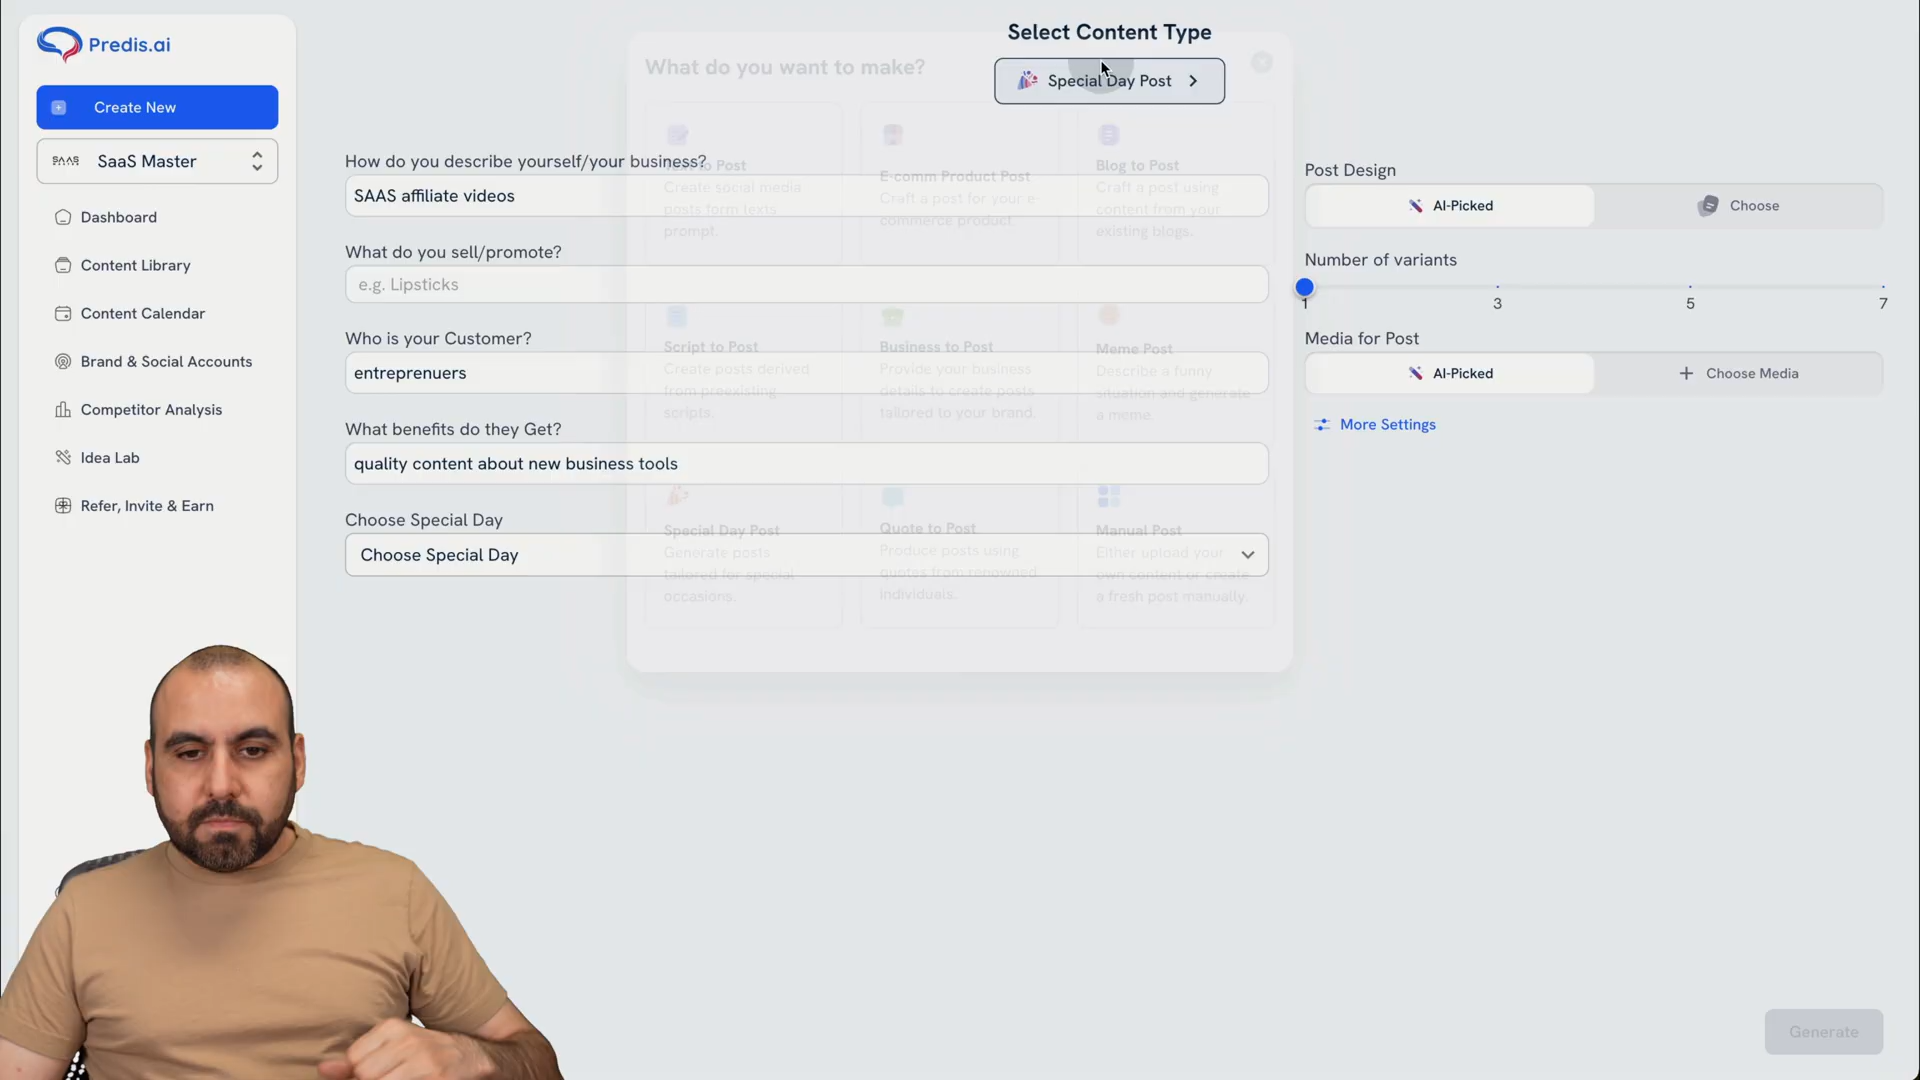 Predis.ai
Create New
SAAS
SaaS Master
Dashboard
Content Library
Content Calendar
Brand & Social Accounts
Competitor Analysis
Idea Lab
Refer, Invite & Earn
Select Content Type
Special Day Post
What do you want to make?
How do you describe yourself/your business?
SAAS affiliate videos
What do you sell/promote?
e.g. Lipsticks
Who is your Customer?
entreprenuers
What benefits do they Get?
quality content about new business tools
Choose Special Day
Choose Special Day
to Post
Create social media
posts form texts
prompt.
E-comm Product Post
Craft a post for your e
commerce product.
Blog to Post
Craft a post using
content from your
existing blogs.
Script to Post
Create posts derived
from preexisting
scripts.
Business to Post
Provide your business
details to create posts
tailored to your brand.
Meme Post
Describe a funny
situation and generate
a meme.
Special Day Post
Generate posts
tailored for special
occasions.
Quote to Post
Produce posts using
quotes from renowned
individuals.
Manual Post
Either upload your
own content or create
a fresh post manually.
Post Design
AI-Picked
Choose
Number of variants
1 3 5 7
Media for Post
AI-Picked
Choose Media
More Settings
Generate